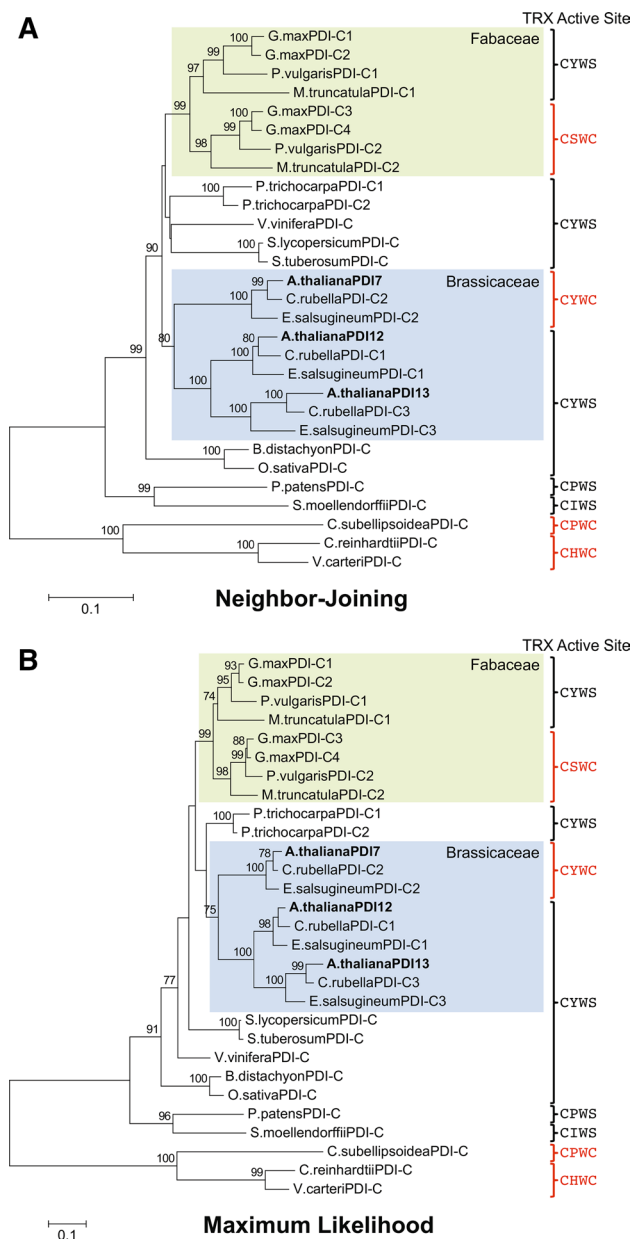 A
TRX Active Site
Fabaceae
100 G.maxPDI-C1
99 G.maxPDI-C2
97 P.vulgarisPDI-C1
M.truncatulaPDI-C1
CYWS
99
100 G.maxPDI-C3
99 G.maxPDI-C4
98 P.vulgarisPDI-C2
M.truncatulaPDI-C2
CSWC
100 P.trichocarpaPDI-C1
P.trichocarpaPDI-C2
V.viniferaPDI-C
100 S.lycopersicumPDI-C
S.tuberosumPDI-C
CYWS
90
Brassicaceae
99 A.thalianaPDI7
100 C.rubellaPDI-C2
E.salsugineumPDI-C2
CYWC
80
80 A.thalianaPDI12
100 C.rubellaPDI-C1
E.salsugineumPDI-C1
100
100 A.thalianaPDI13
100 C.rubellaPDI-C3
E.salsugineumPDI-C3
99
100 B.distachyonPDI-C
O.sativaPDI-C
CYWS
99 P.patensPDI-C
CPWS
S.moellendorffiiPDI-C
CIWS
100 C.subellipsoideaPDI-C
CPWC
100 C.reinhardtiiPDI-C
V.carteriPDI-C
CHWC
0.1
Neighbor-Joining
B
TRX Active Site
Fabaceae
93 G.maxPDI-C1
95 G.maxPDI-C2
74 P.vulgarisPDI-C1
M.truncatulaPDI-C1
CYWS
99
88 G.maxPDI-C3
99 G.maxPDI-C4
98 P.vulgarisPDI-C2
M.truncatulaPDI-C2
CSWC
100 P.trichocarpaPDI-C1
P.trichocarpaPDI-C2
CYWS
Brassicaceae
78 A.thalianaPDI7
100 C.rubellaPDI-C2
E.salsugineumPDI-C2
CYWC
75
A.thalianaPDI12
98 C.rubellaPDI-C1
E.salsugineumPDI-C1
100
99 A.thalianaPDI13
100 C.rubellaPDI-C3
E.salsugineumPDI-C3
CYWS
77
100 S.lycopersicumPDI-C
S.tuberosumPDI-C
91
V.viniferaPDI-C
100 B.distachyonPDI-C
O.sativaPDI-C
96 P.patensPDI-C
CPWS
S.moellendorffiiPDI-C
CIWS
100 C.subellipsoideaPDI-C
CPWC
99 C.reinhardtiiPDI-C
V.carteriPDI-C
CHWC
0.1
Maximum Likelihood